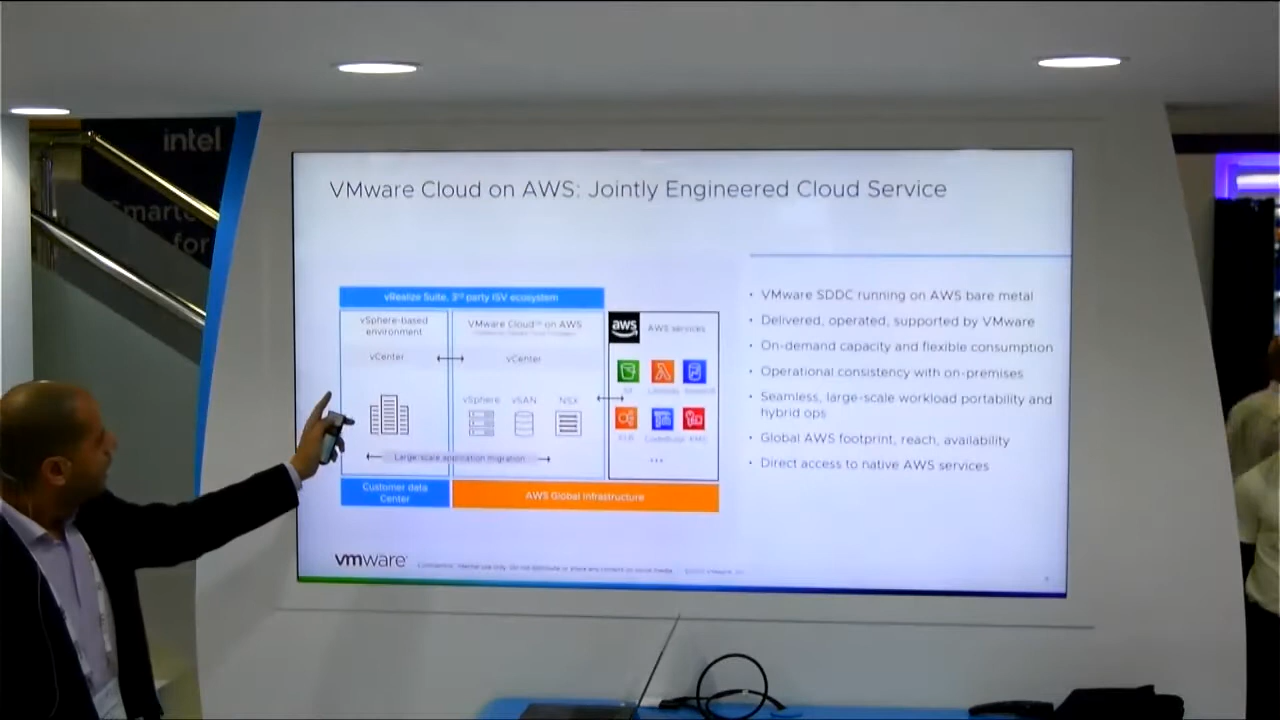 intel
Smarte
for
VMware Cloud on AWS: Jointly Engineered Cloud Service
vRealize Suite, 3rd party ISV ecosystem
vSphere-based
environment
vCenter
VMware Cloud™ on AWS
vCenter
vSphere
vSAN
NSX
Large-scale application migration
Customer data
Center
AWS Global Infrastructure
aws
AWS services
...
• VMware SDDC running on AWS bare metal
• Delivered, operated, supported by VMware
• On-demand capacity and flexible consumption
• Operational consistency with on-premises
• Seamless, large-scale workload portability and
hybrid ops
• Global AWS footprint, reach, availability
• Direct access to native AWS services
vmware